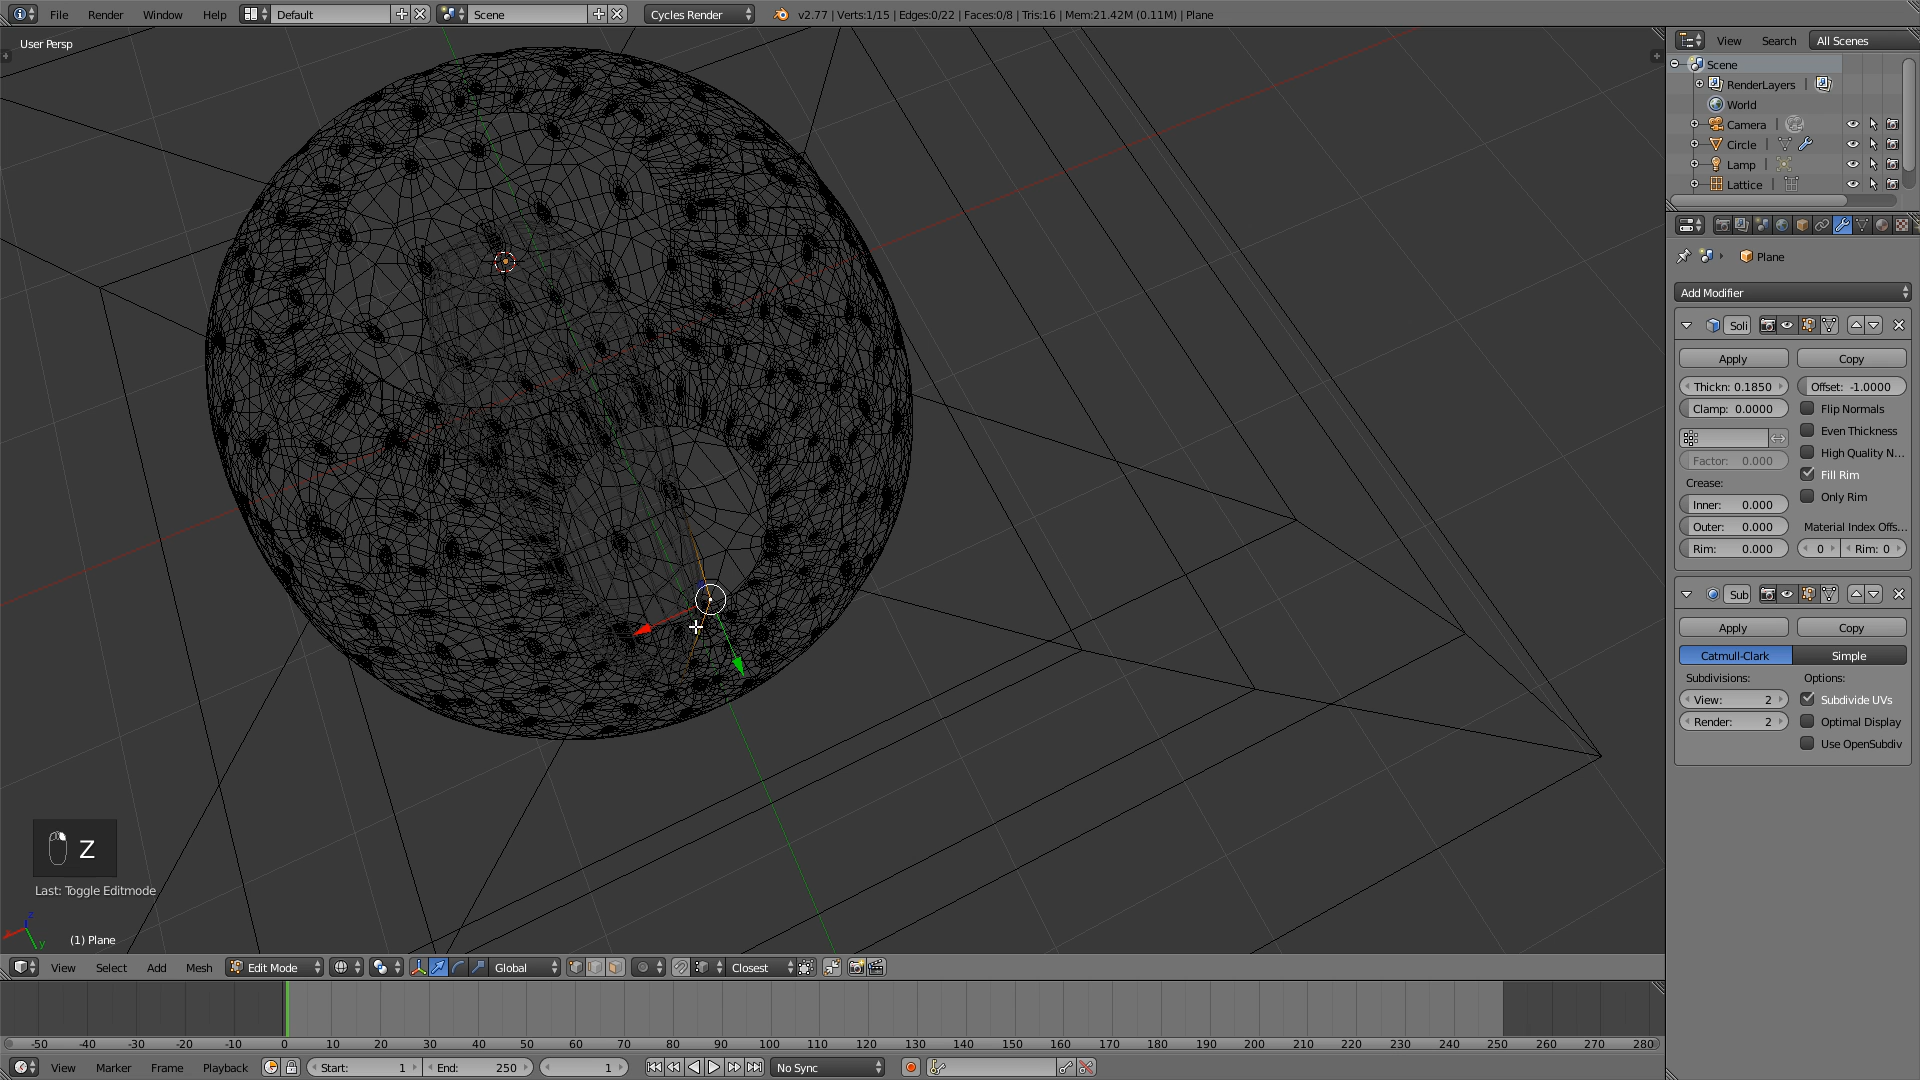 File Render Window Help Default Scene Cycles Render v2.77 | Verts:1/15 | Edges:0/22 | Faces:0/8 | Tris:16 | Mem:21.42M (0.11M) | Plane
User Persp
View Search All Scenes
Scene
RenderLayers
World
Camera
Circle
Lamp
Lattice
Plane
Add Modifier
Soli
Apply Copy
Thickn: 0.1850 Offset: -1.0000
Clamp: 0.0000 Flip Normals
Even Thickness
Factor: 0.000 High Quality N...
Crease: Fill Rim
Inner: 0.000 Only Rim
Outer: 0.000 Material Index Offs...
Rim: 0.000 0 Rim: 0
Sub
Apply Copy
Catmull-Clark Simple
Subdivisions: Options:
View: 2 Subdivide UVs
Render: 2 Optimal Display
Use OpenSubdiv
Z
Last: Toggle Editmode
z
x
y
(1) Plane
View Select Add Mesh Edit Mode Global Closest
-50 -40 -30 -20 -10 0 10 20 30 40 50 60 70 80 90 100 110 120 130 140 150 160 170 180 190 200 210 220 230 240 250 260 270 280
View Marker Frame Playback Start: 1 End: 250 1 No Sync